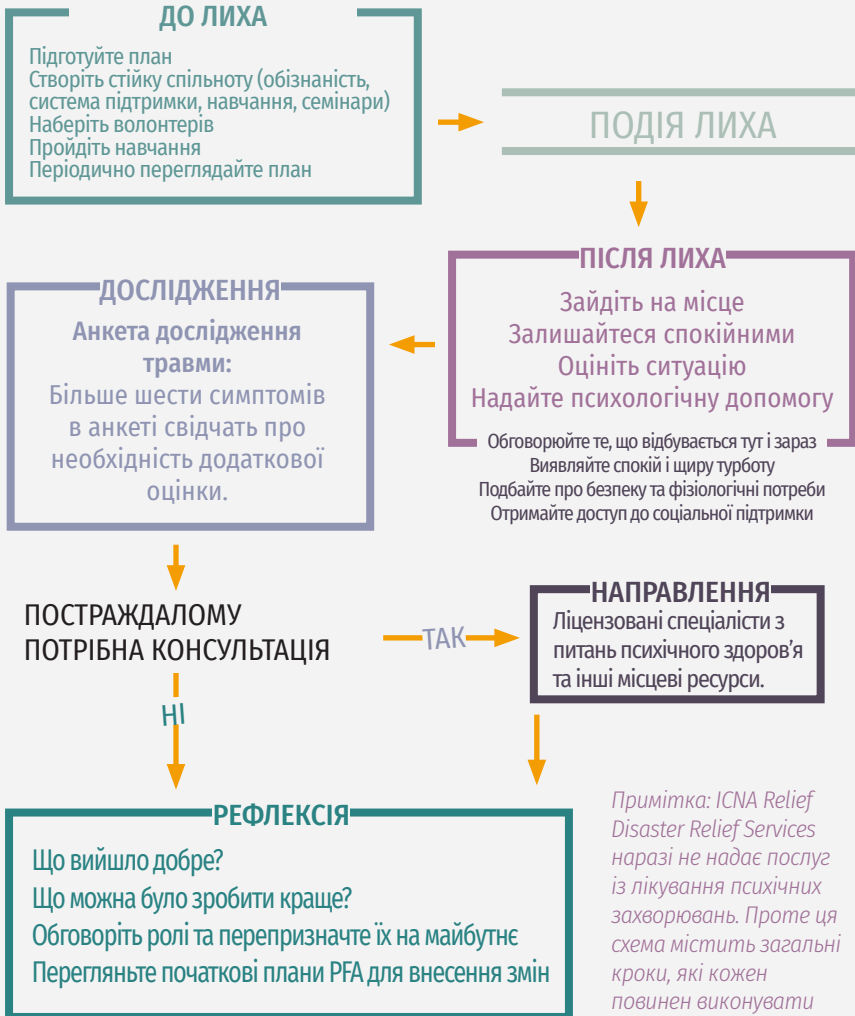 ДО ЛИХА
Підготуйте план
Створіть стійку спільноту (обізнаність,
система підтримки, навчання, семінари)
Наберіть волонтерів
Пройдіть навчання
Періодично переглядайте план
ПОДІЯ ЛИХА
ПІСЛЯ ЛИХА
Зайдіть на місце
Залишайтеся спокійними
Оцініть ситуацію
Надайте психологічну допомогу
Обговорюйте те, що відбувається тут і зараз
Виявляйте спокій і щиру турботу
Подбайте про безпеку та фізіологічні потреби
Отримайте доступ до соціальної підтримки
ДОСЛІДЖЕННЯ
Анкета дослідження
травми:
Більше шести симптомів
в анкеті свідчать про
необхідність додаткової
оцінки.
ПОСТРАЖДАЛОМУ
ПОТРІБНА КОНСУЛЬТАЦІЯ
ТАК
НІ
НАПРАВЛЕННЯ
Ліцензовані спеціалісти з
питань психічного здоров’я
та інші місцеві ресурси.
РЕФЛЕКСІЯ
Що вийшло добре?
Що можна було зробити краще?
Обговоріть ролі та перепризначте їх на майбутнє
Перегляньте початкові плани PFA для внесення змін
Примітка: ICNA Relief
Disaster Relief Services
наразі не надає послуг
із лікування психічних
захворювань. Проте ця
схема містить загальні
кроки, які кожен
повинен виконувати